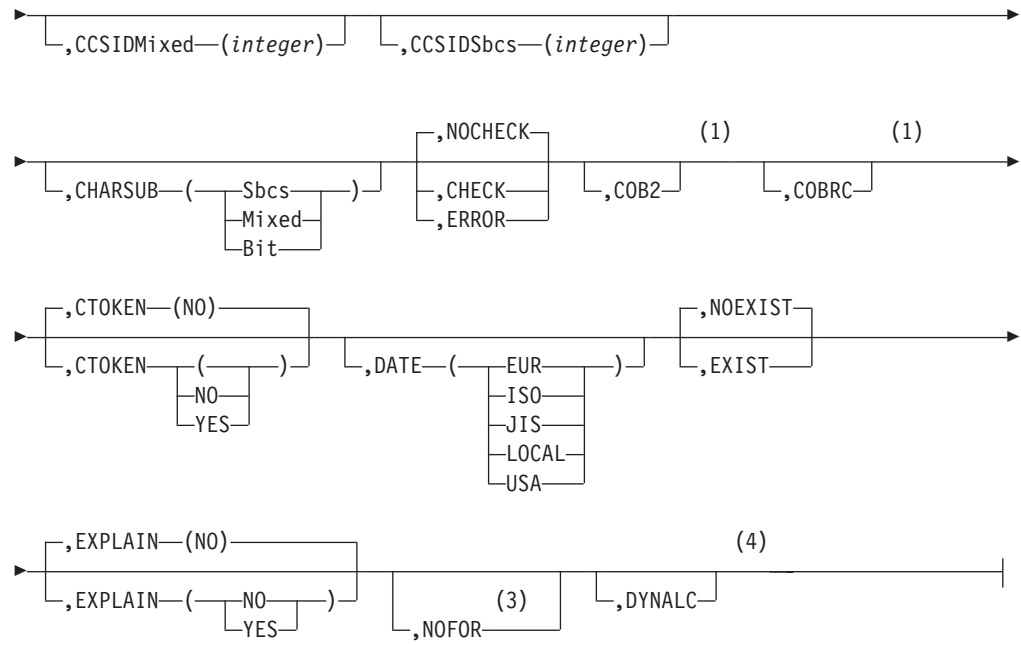 ,CCSIDMixed (integer) ,CCSIDSbcs (integer)
,NOCHECK (1) (1)
,CHARSUB ( Sbcs ) ,CHECK ,COB2 ,COBRC
Mixed ,ERROR
Bit
,CTOKEN (NO) ,NOEXIST
,CTOKEN ( ) ,DATE ( EUR ) ,EXIST
NO ISO
YES JIS
LOCAL
USA
,EXPLAIN (NO) (4)
,EXPLAIN ( NO ) (3) ,DYNALC
YES ,NOFOR